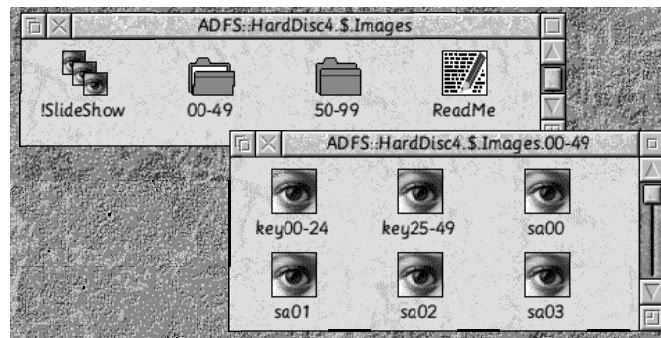 ADFS::HardDisc4.$.Images
!SlideShow 00-49 50-99 ReadMe
ADFS::HardDisc4.$.Images.00-49
key00-24 key25-49 sa00
sa01 sa02 sa03